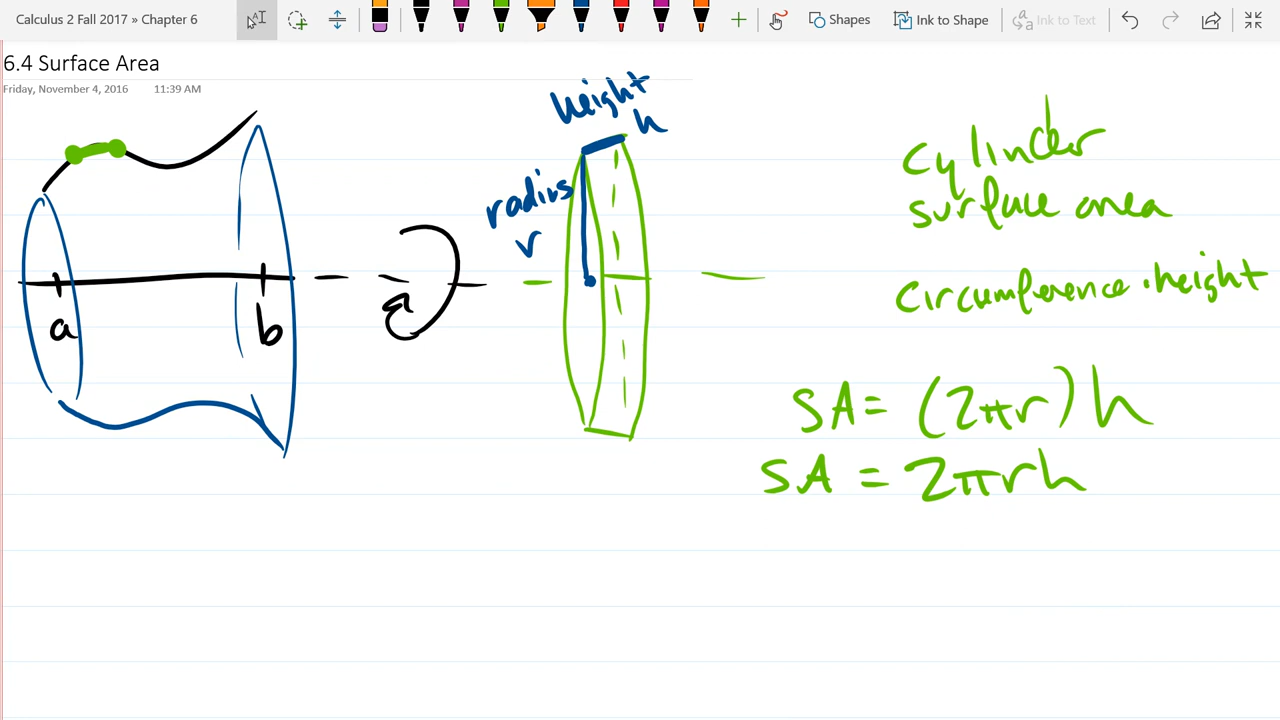 Calculus 2 Fall 2017 » Chapter 6
Shapes
Ink to Shape
Ink to Text
6.4 Surface Area
Friday, November 4, 2016 11:39 AM
height
h
radius
r
a
b
cylinder
surface area
circumference · height
SA = (2πr) h
SA = 2πrh